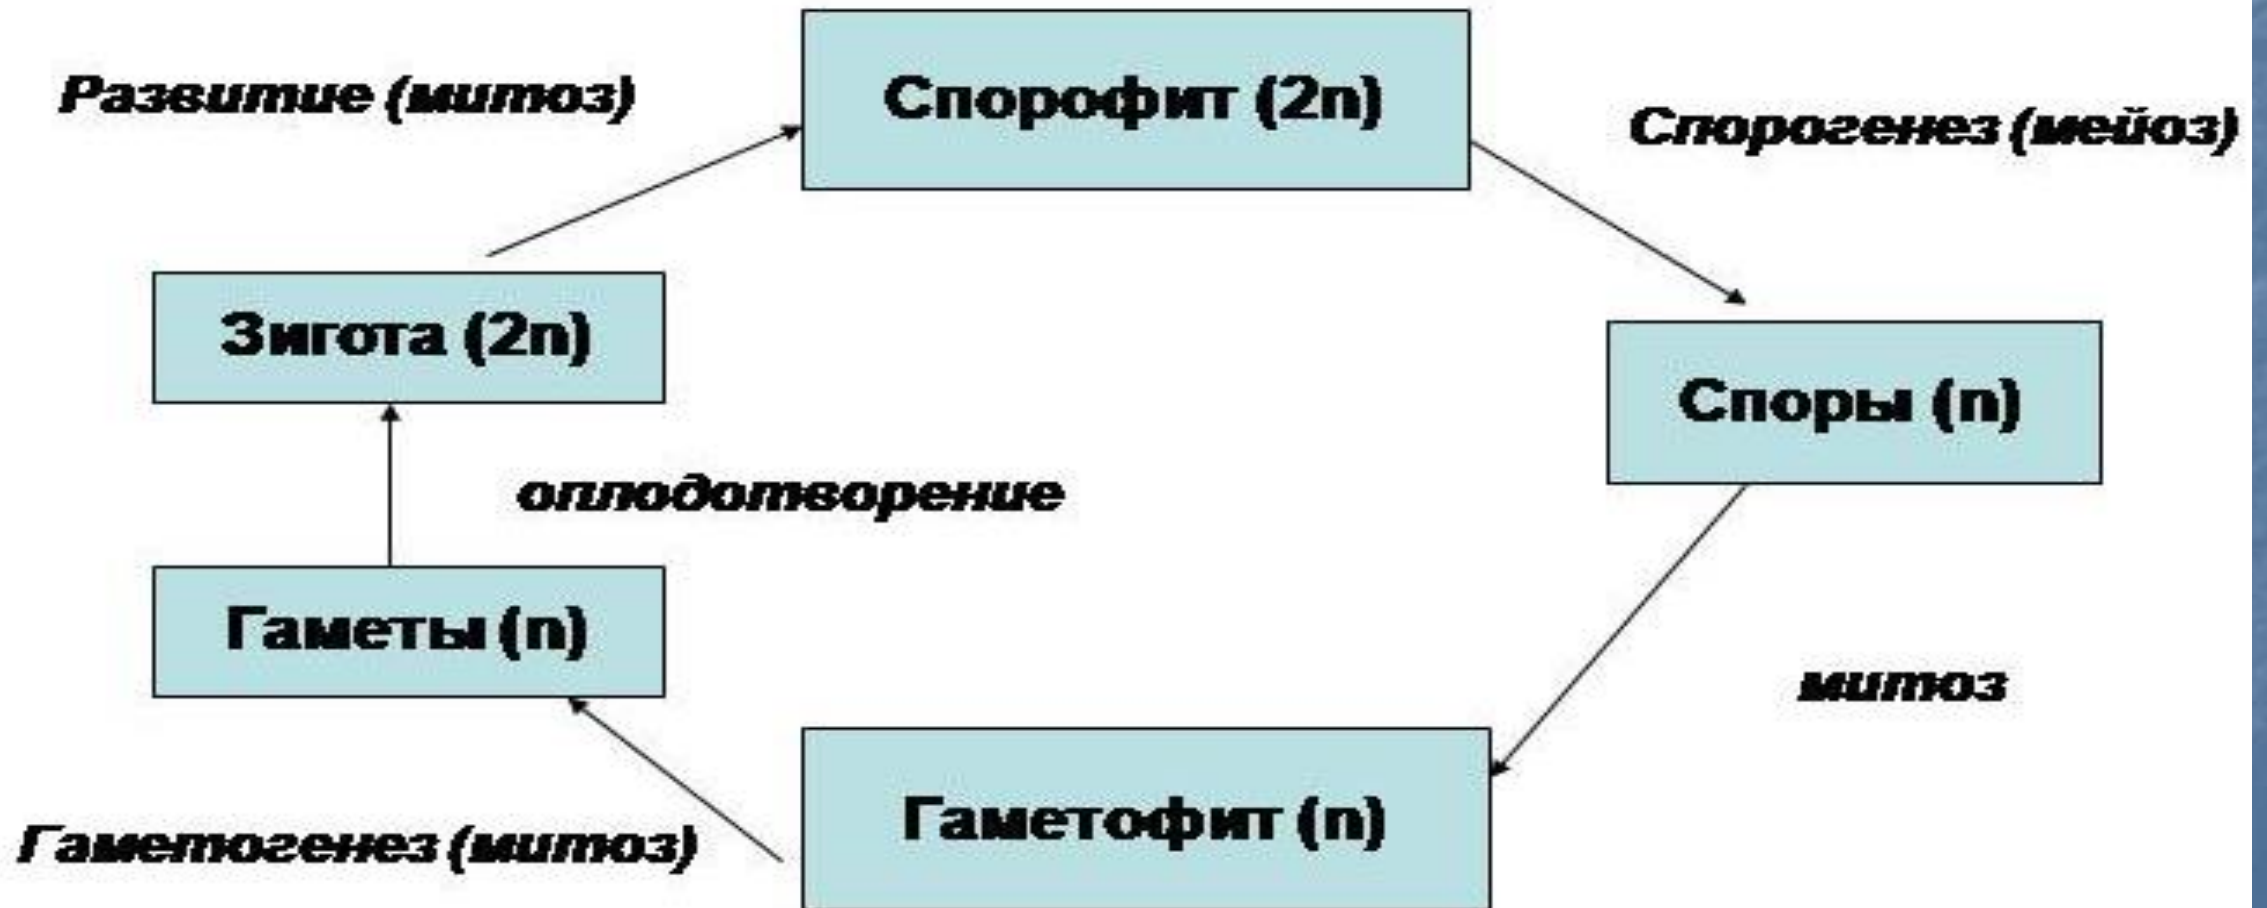 Спорофит (2n)
Развитие (митоз)
Спорогенез (мейоз)
Зигота (2n)
Споры (n)
оплодотворение
Гаметы (n)
митоз
Гаметофит (n)
Гаметогенез (митоз)